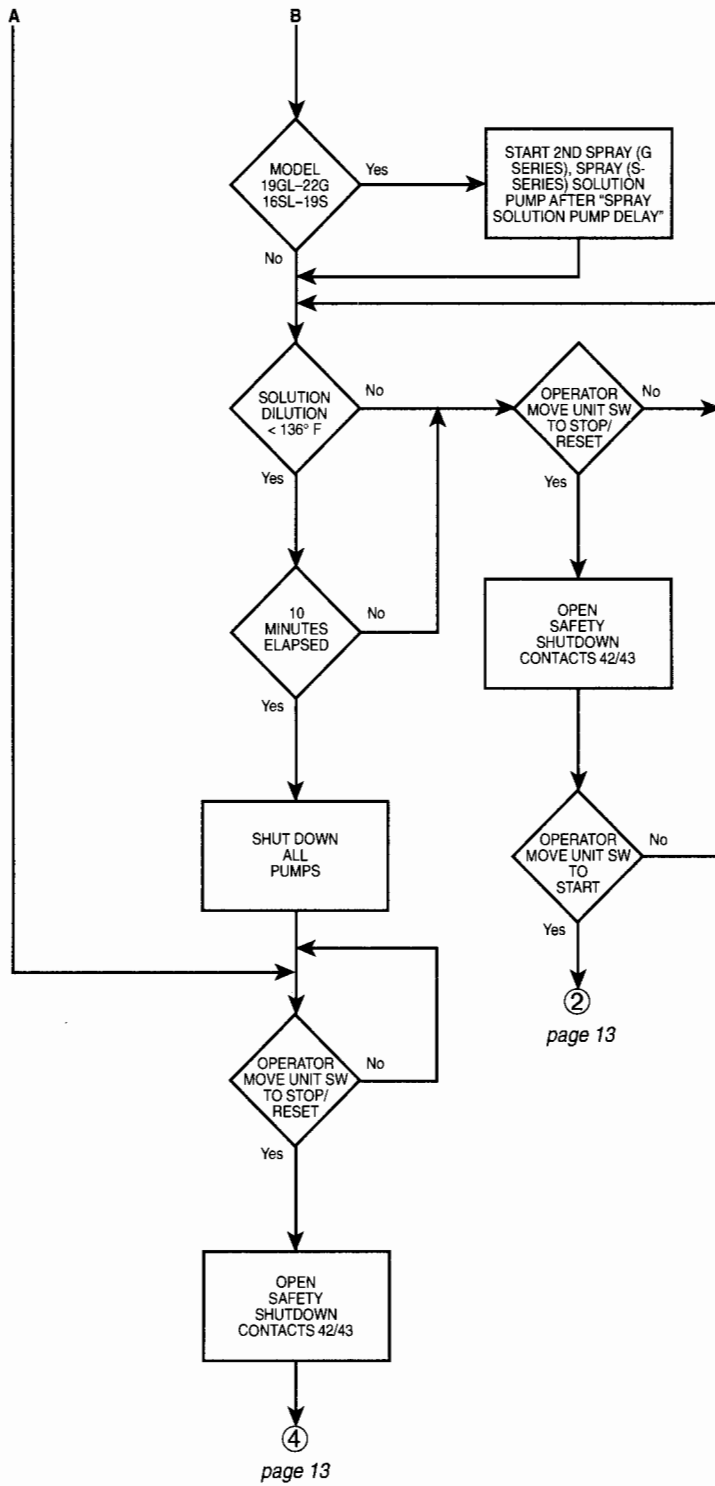 A
B
MODEL
19GL–22G
16SL–19S
Yes
No
START 2ND SPRAY (G
SERIES), SPRAY (S-
SERIES) SOLUTION
PUMP AFTER “SPRAY
SOLUTION PUMP DELAY”
SOLUTION
DILUTION
< 136° F
No
Yes
OPERATOR
MOVE UNIT SW
TO STOP/
RESET
No
Yes
10
MINUTES
ELAPSED
No
Yes
OPEN
SAFETY
SHUTDOWN
CONTACTS 42/43
SHUT DOWN
ALL
PUMPS
OPERATOR
MOVE UNIT SW
TO
START
No
Yes
2
page 13
OPERATOR
MOVE UNIT SW
TO STOP/
RESET
No
Yes
OPEN
SAFETY
SHUTDOWN
CONTACTS 42/43
4
page 13